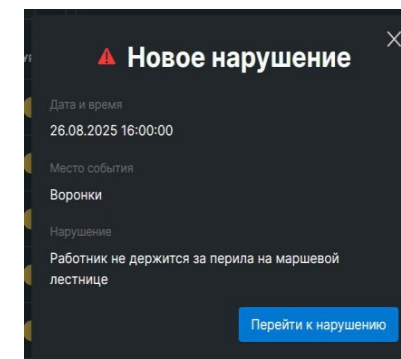 Новое нарушение
Дата и время
26.08.2025 16:00:00
Место события
Воронки
Нарушение
Работник не держится за перила на маршевой
лестнице
Перейти к нарушению